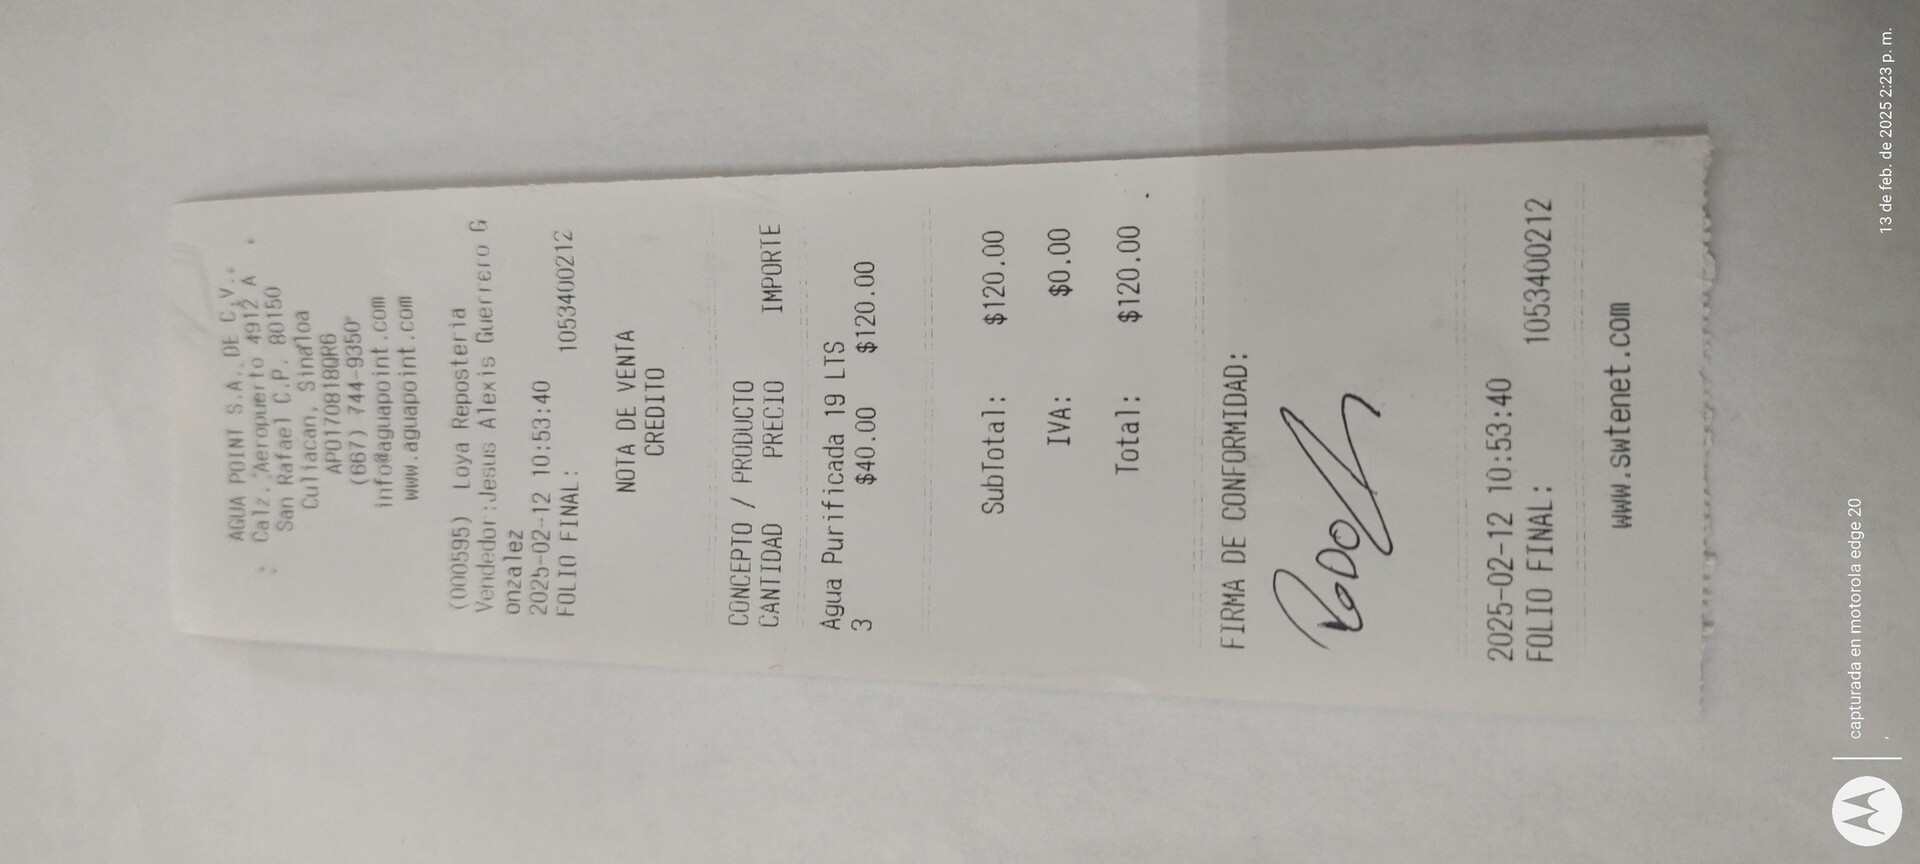 AGUA POINT S.A. DE C.V.
Calz. Aeropuerto 4912 A
San Rafael C.P. 80150
Culiacan, Sinaloa
APO170818QR6
(667) 744-9350
info@aguapoint.com
www.aguapoint.com
(000595) Loya Reposteria
Vendedor:Jesus Alexis Guerrero G
onzalez
2025-02-12 10:53:40
FOLIO FINAL: 1053400212
NOTA DE VENTA
CREDITO
CONCEPTO / PRODUCTO
CANTIDAD PRECIO IMPORTE
Agua Purificada 19 LTS
3 $40.00 $120.00
SubTotal: $120.00
IVA: $0.00
Total: $120.00
FIRMA DE CONFORMIDAD:
2025-02-12 10:53:40
FOLIO FINAL: 1053400212
www.swtenet.com
capturada en motorola edge 20
13 de feb. de 2025 2:23 p. m.